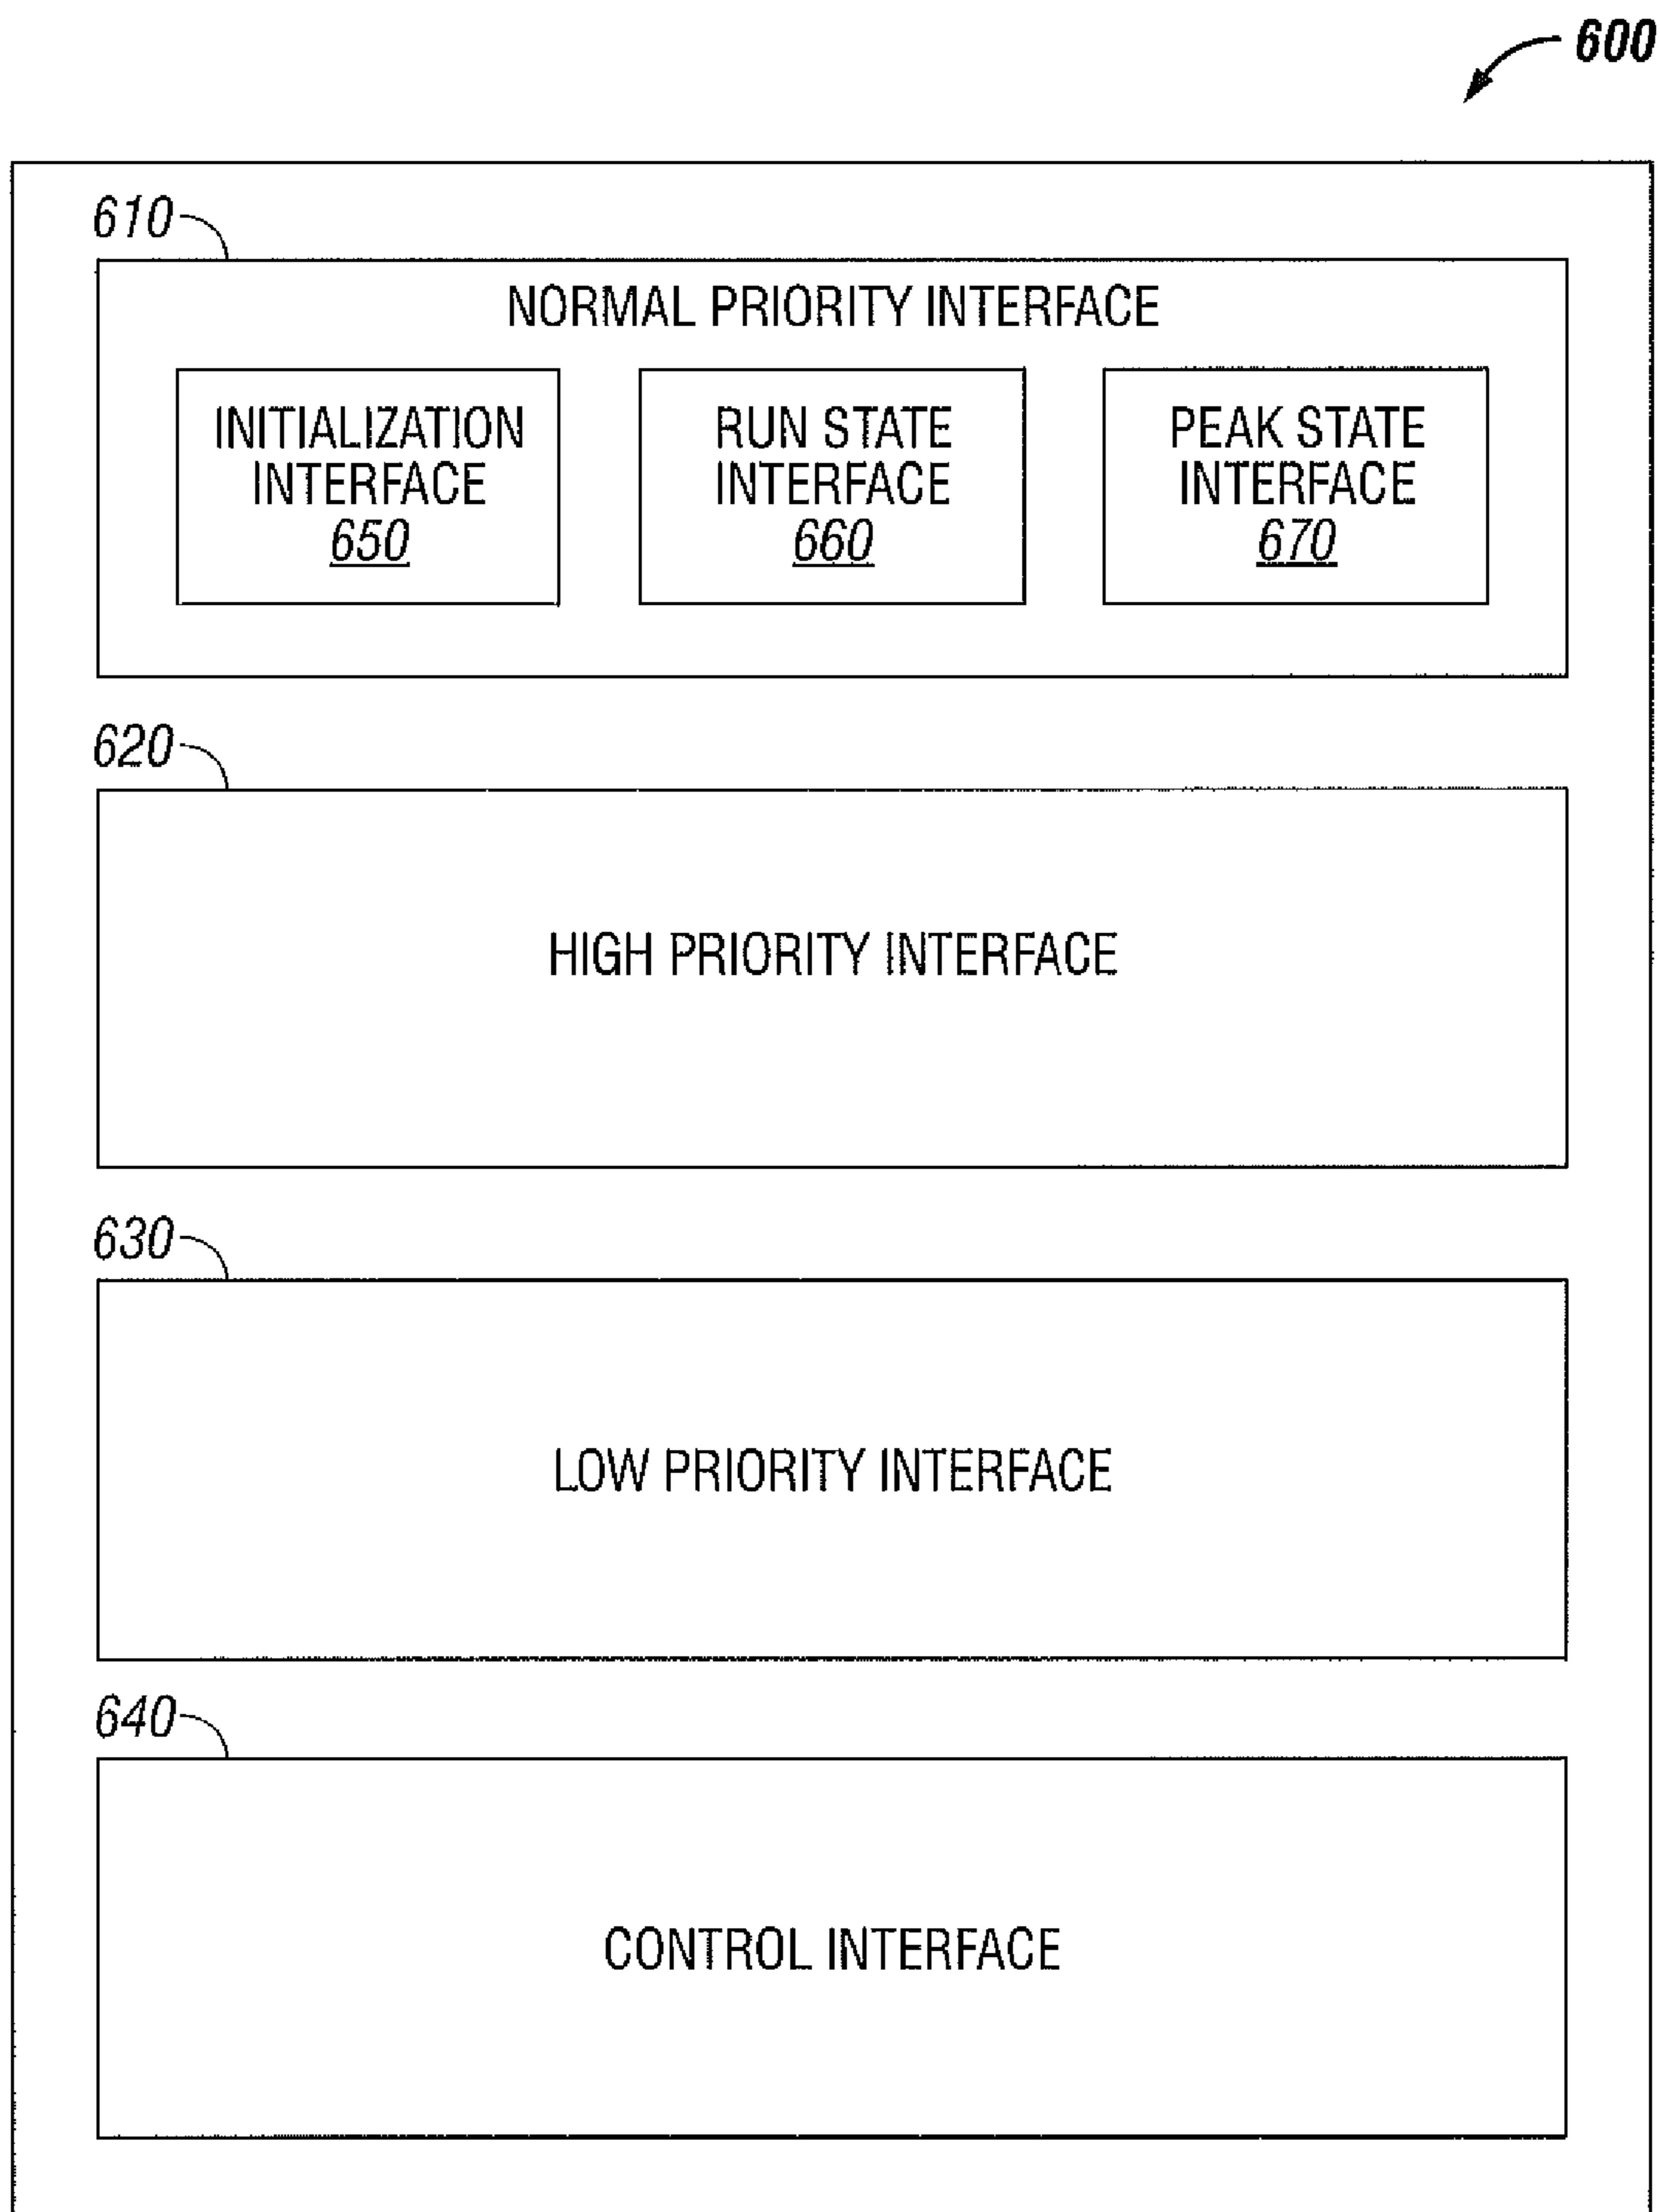 600
610
NORMAL PRIORITY INTERFACE
INITIALIZATION
INTERFACE
650
RUN STATE
INTERFACE
660
PEAK STATE
INTERFACE
670
620
HIGH PRIORITY INTERFACE
630
LOW PRIORITY INTERFACE
640
CONTROL INTERFACE